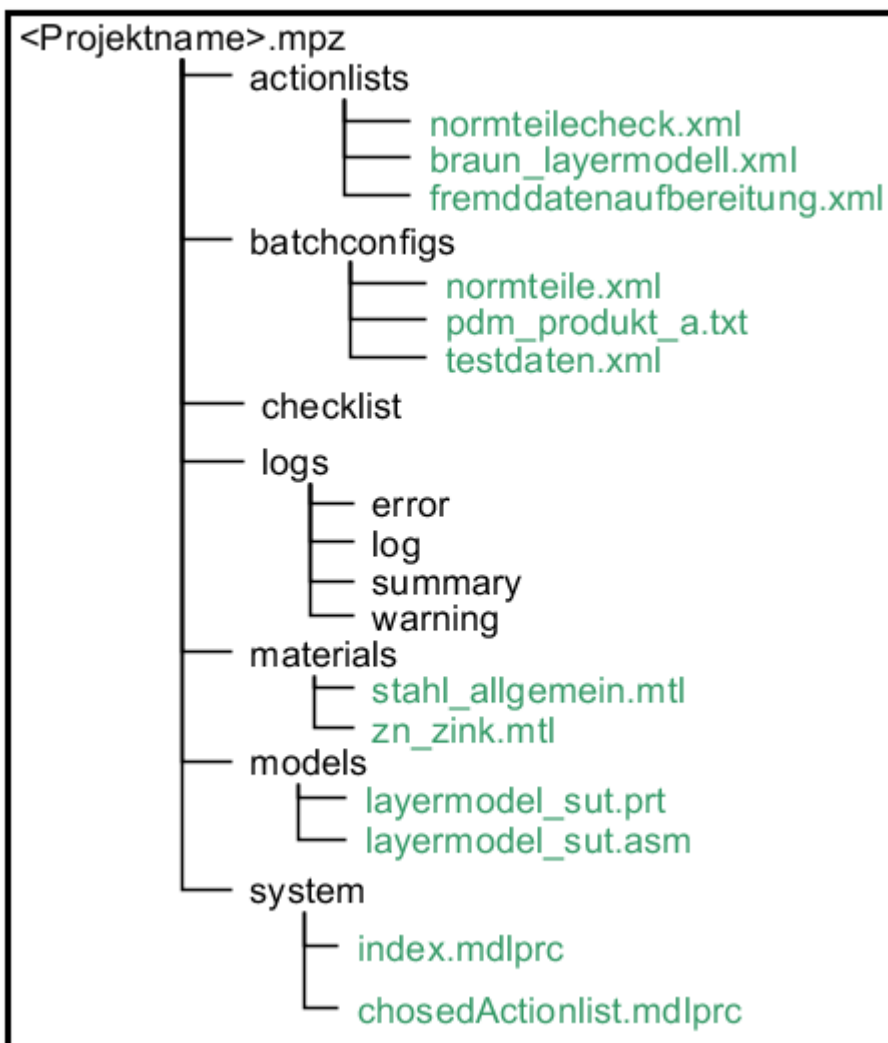 <Projektname>.mpz
actionlists
normteilecheck.xml
braun_layermodell.xml
fremddatenaufbereitung.xml
batchconfigs
normteile.xml
pdm_produkt_a.txt
testdaten.xml
checklist
logs
error
log
summary
warning
materials
stahl_allgemein.mtl
zn_zink.mtl
models
layermodel_sut.prt
layermodel_sut.asm
system
index.mdlprc
chosedActionlist.mdlprc